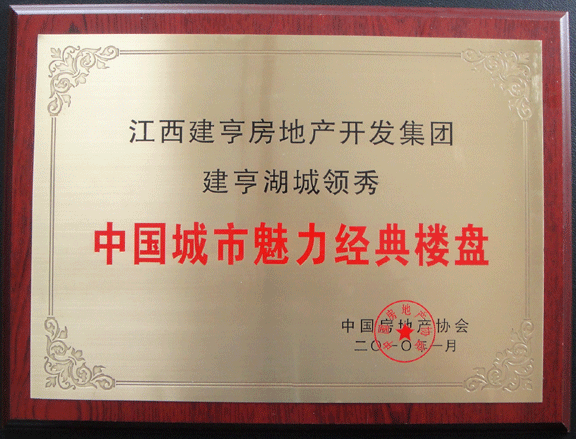 江西建亨房地产开发集团
建亨湖城领秀
中国城市魅力经典楼盘
中国房地产协会
二〇一〇年一月